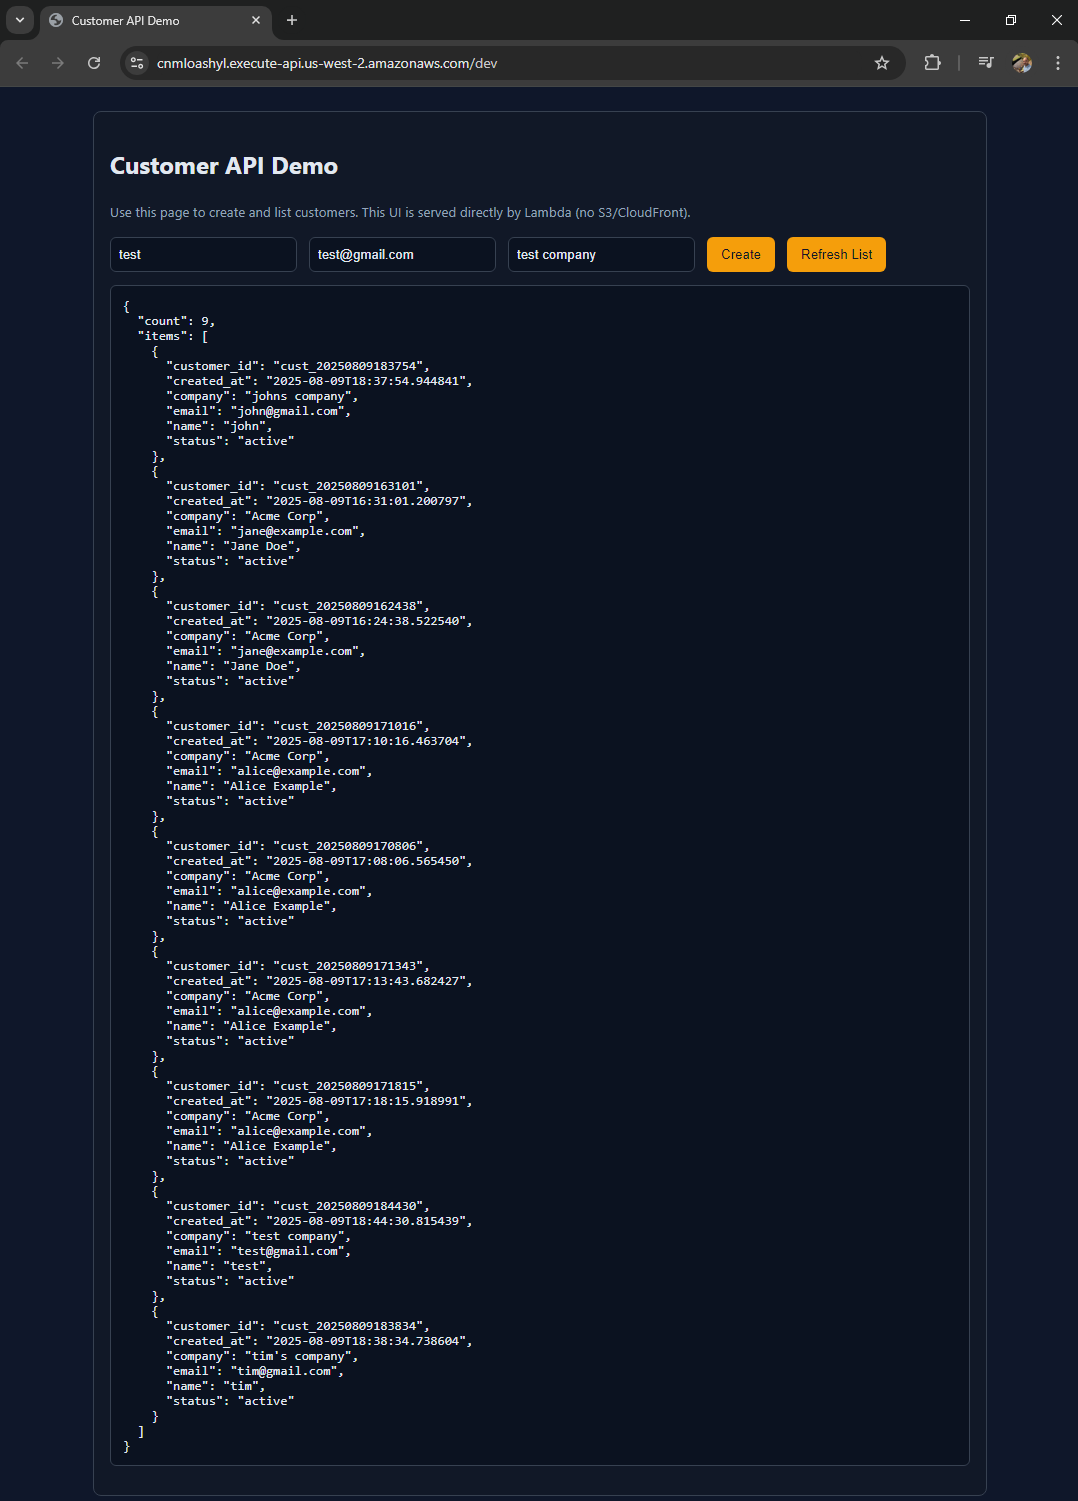 Customer API Demo
cnmloashyl.execute-api.us-west-2.amazonaws.com/dev
Customer API Demo
Use this page to create and list customers. This UI is served directly by Lambda (no S3/CloudFront).
test test@gmail.com test company Create Refresh List
{
  "count": 9,
  "items": [
    {
      "customer_id": "cust_20250809183754",
      "created_at": "2025-08-09T18:37:54.944841",
      "company": "johns company",
      "email": "john@gmail.com",
      "name": "john",
      "status": "active"
    },
    {
      "customer_id": "cust_20250809163101",
      "created_at": "2025-08-09T16:31:01.200797",
      "company": "Acme Corp",
      "email": "jane@example.com",
      "name": "Jane Doe",
      "status": "active"
    },
    {
      "customer_id": "cust_20250809162438",
      "created_at": "2025-08-09T16:24:38.522540",
      "company": "Acme Corp",
      "email": "jane@example.com",
      "name": "Jane Doe",
      "status": "active"
    },
    {
      "customer_id": "cust_20250809171016",
      "created_at": "2025-08-09T17:10:16.463704",
      "company": "Acme Corp",
      "email": "alice@example.com",
      "name": "Alice Example",
      "status": "active"
    },
    {
      "customer_id": "cust_20250809170806",
      "created_at": "2025-08-09T17:08:06.565450",
      "company": "Acme Corp",
      "email": "alice@example.com",
      "name": "Alice Example",
      "status": "active"
    },
    {
      "customer_id": "cust_20250809171343",
      "created_at": "2025-08-09T17:13:43.682427",
      "company": "Acme Corp",
      "email": "alice@example.com",
      "name": "Alice Example",
      "status": "active"
    },
    {
      "customer_id": "cust_20250809171815",
      "created_at": "2025-08-09T17:18:15.918991",
      "company": "Acme Corp",
      "email": "alice@example.com",
      "name": "Alice Example",
      "status": "active"
    },
    {
      "customer_id": "cust_20250809184430",
      "created_at": "2025-08-09T18:44:30.815439",
      "company": "test company",
      "email": "test@gmail.com",
      "name": "test",
      "status": "active"
    },
    {
      "customer_id": "cust_20250809183834",
      "created_at": "2025-08-09T18:38:34.738604",
      "company": "tim's company",
      "email": "tim@gmail.com",
      "name": "tim",
      "status": "active"
    }
  ]
}